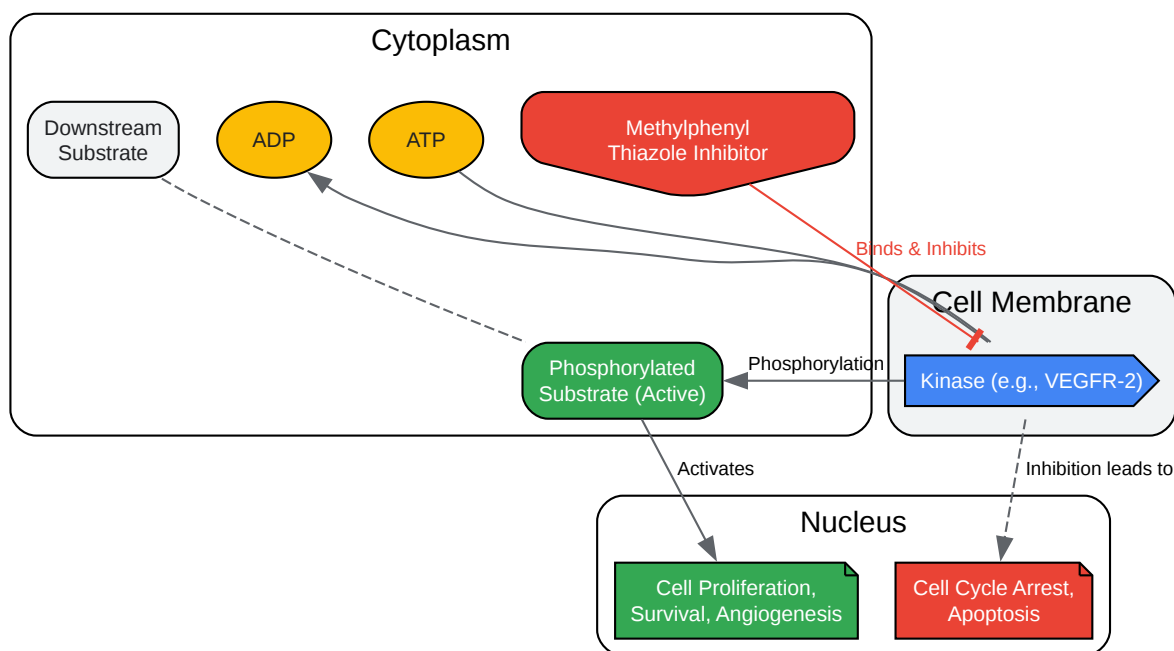 Cytoplasm
Downstream
Substrate
ADP
ATP
Methylphenyl
Thiazole Inhibitor
Binds & Inhibits
Cell Membrane
Phosphorylated
Substrate (Active)
Phosphorylation
Kinase (e.g., VEGFR-2)
Activates
Inhibition leads to
Nucleus
Cell Proliferation,
Survival, Angiogenesis
Cell Cycle Arrest,
Apoptosis